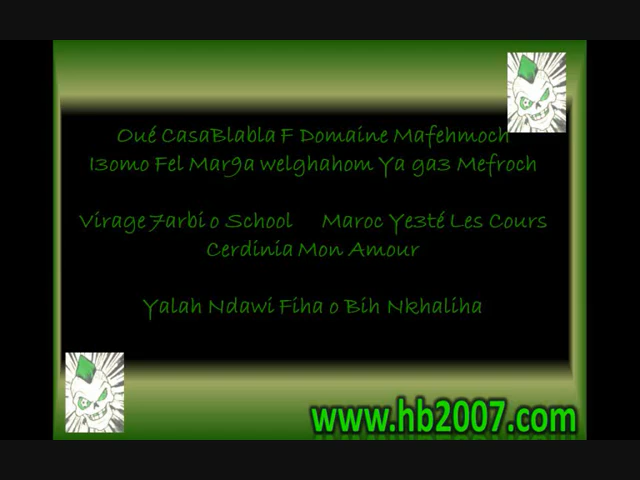 Oué CasaBlabla F Domaine Mafehmoch
I3omo Fel Mar9a welghahom Ya ga3 Mefroch
Virage 7arbi o School Maroc Ye3té Les Cours
Cerdinia Mon Amour
Yalah Ndawi Fiha o Bih Nkhaliha
www.hb2007.com